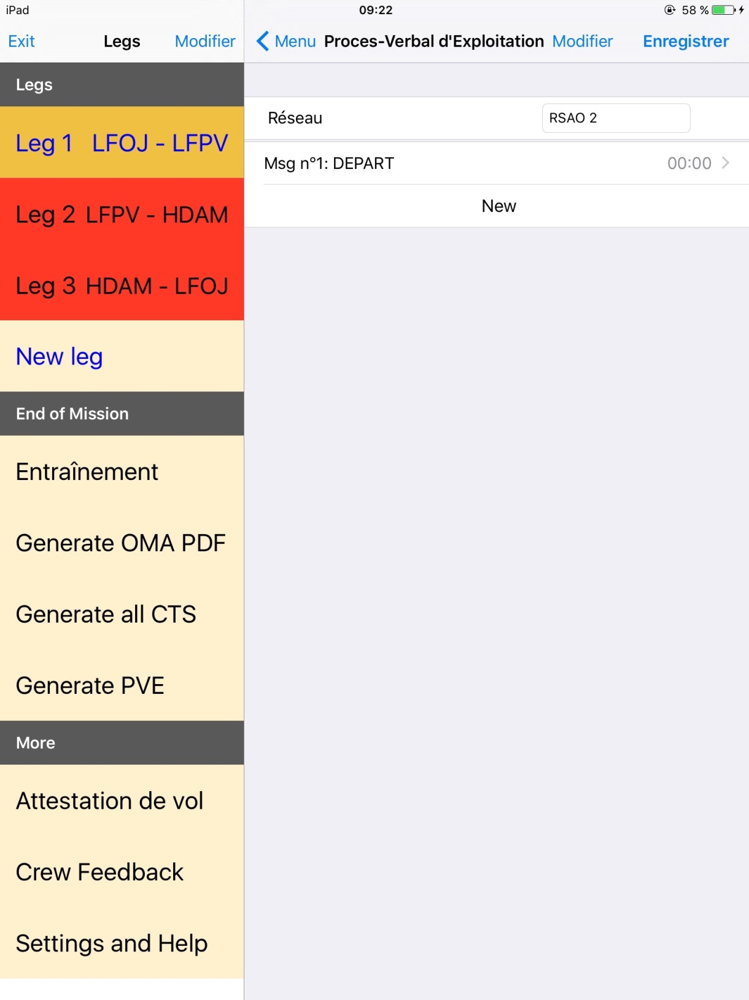 iPad
09:22
58 %
Exit
Legs
Modifier
Menu
Proces-Verbal d'Exploitation
Modifier
Enregistrer
Legs
Leg 1 LFOJ - LFPV
Leg 2 LFPV - HDAM
Leg 3 HDAM - LFOJ
New leg
End of Mission
Entraînement
Generate OMA PDF
Generate all CTS
Generate PVE
More
Attestation de vol
Crew Feedback
Settings and Help
Réseau
RSAO 2
Msg n°1: DEPART
00:00
New